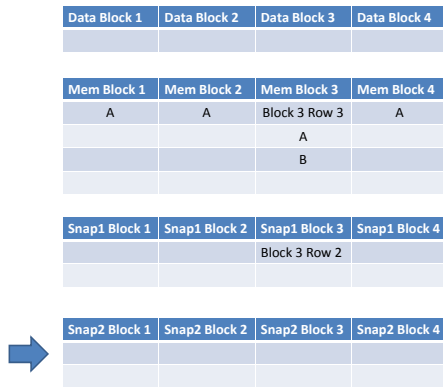 Data Block 1 Data Block 2 Data Block 3 Data Block 4
Mem Block 1 Mem Block 2 Mem Block 3 Mem Block 4
A A Block 3 Row 3 A
A
B
Snap1 Block 1 Snap1 Block 2 Snap1 Block 3 Snap1 Block 4
Block 3 Row 2
Snap2 Block 1 Snap2 Block 2 Snap2 Block 3 Snap2 Block 4